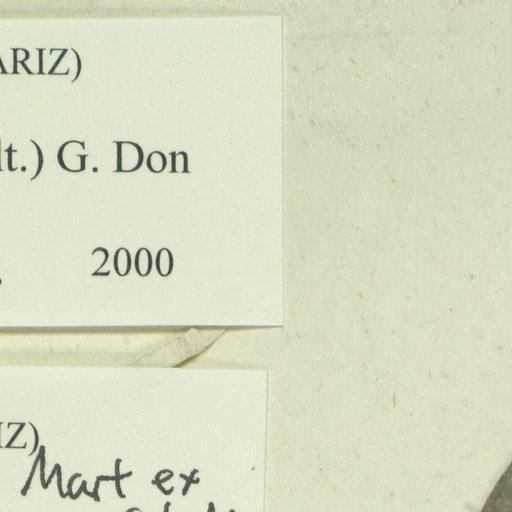 ARIZ)
lt.) G. Don
, 2000
IZ)
Mart ex